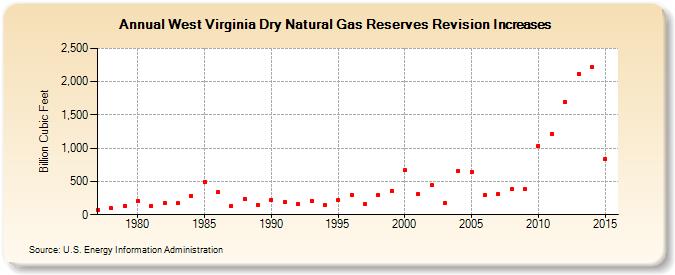 Annual West Virginia Dry Natural Gas Reserves Revision Increases
Billion Cubic Feet
2,500
2,000
1,500
1,000
500
0
1980 1985 1990 1995 2000 2005 2010 2015
Source: U.S. Energy Information Administration